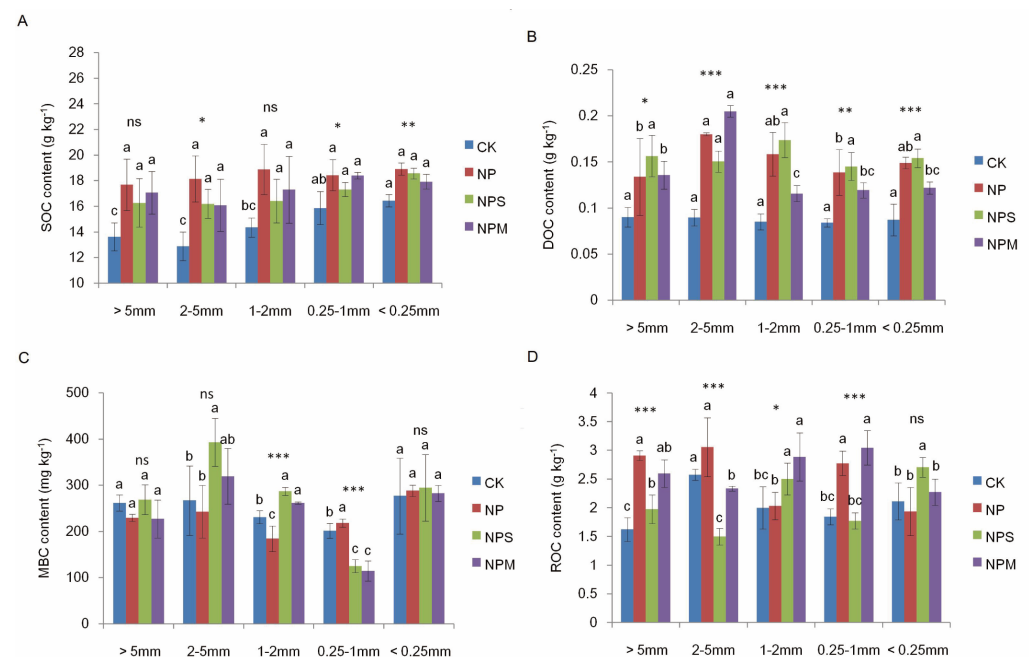 A
SOC content (g kg-1)
28
26
24
22
20
18
16
14
12
10
ns
*
ns
*
**
c a a a
c a a a
bc a a a
ab a a a
a a a a
> 5mm 2-5mm 1-2mm 0.25-1mm < 0.25mm
CK
NP
NPS
NPM
B
DOC content (g kg-1)
0.25
0.2
0.15
0.1
0.05
0
*
***
***
**
***
a b a b
a a a a
a ab a c
a b a bc
a ab a bc
> 5mm 2-5mm 1-2mm 0.25-1mm < 0.25mm
CK
NP
NPS
NPM
C
MBC content (mg kg-1)
500
400
300
200
100
0
ns
ns
***
***
ns
a a a a
b b a ab
b c a a
b a c c
a a a a
> 5mm 2-5mm 1-2mm 0.25-1mm < 0.25mm
CK
NP
NPS
NPM
D
ROC content (g kg-1)
4
3.5
3
2.5
2
1.5
1
0.5
0
***
***
*
***
ns
c a b a
a a c b
bc bc a a
bc a bc a
b b a b
> 5mm 2-5mm 1-2mm 0.25-1mm < 0.25mm
CK
NP
NPS
NPM